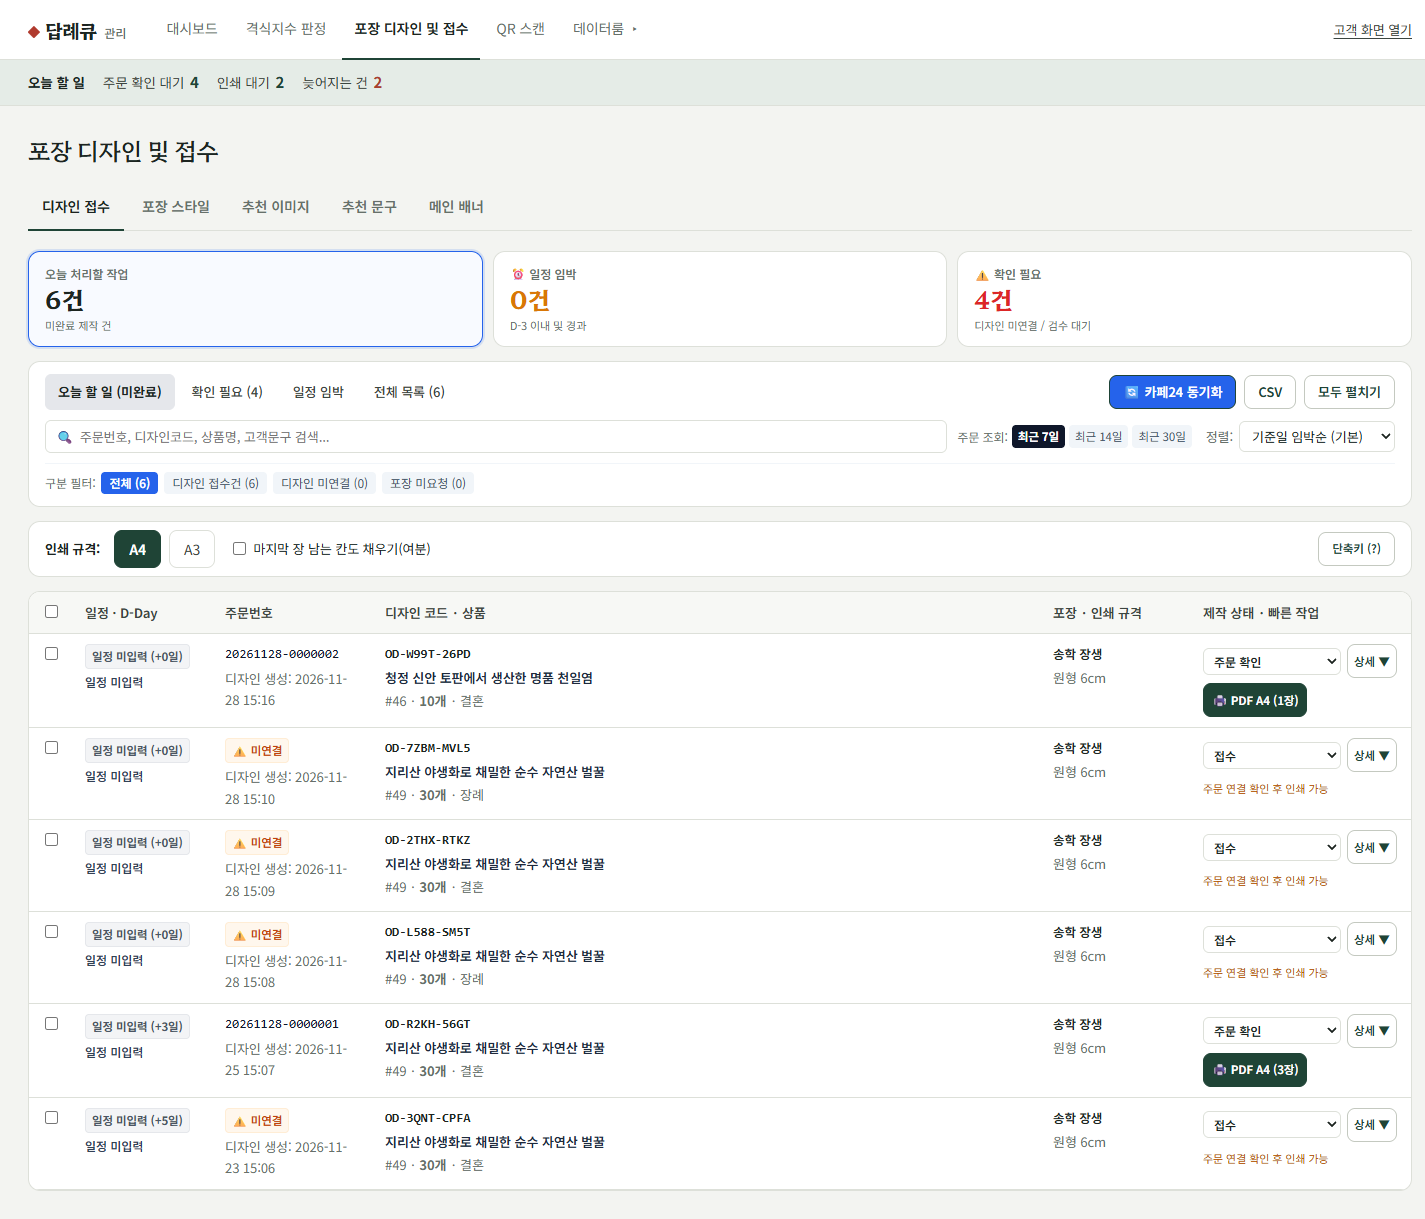 답례큐 관리
대시보드
격식지수 판정
포장 디자인 및 접수
QR 스캔
데이터룸
고객 화면 열기
오늘 할 일 주문 확인 대기 4 인쇄 대기 2 늦어지는 건 2
포장 디자인 및 접수
디자인 접수
포장 스타일
추천 이미지
추천 문구
메인 배너
오늘 처리할 작업
6건
미완료 제작 건
일정 임박
0건
D-3 이내 및 경과
확인 필요
4건
디자인 미연결 / 검수 대기
오늘 할 일 (미완료)
확인 필요 (4)
일정 임박
전체 목록 (6)
카페24 동기화
CSV
모두 펼치기
주문번호, 디자인코드, 상품명, 고객문구 검색...
주문 조회: 최근 7일 최근 14일 최근 30일
정렬: 기준일 임박순 (기본)
구분 필터: 전체 (6) 디자인 접수건 (6) 디자인 미연결 (0) 포장 미요청 (0)
인쇄 규격: A4 A3 마지막 장 남는 칸도 채우기(여분)
단축키 (?)
일정 · D-Day
주문번호
디자인 코드 · 상품
포장 · 인쇄 규격
제작 상태 · 빠른 작업
일정 미입력 (+0일)
일정 미입력
20261128-0000002
디자인 생성: 2026-11-
28 15:16
OD-W99T-26PD
청정 신안 토판에서 생산한 명품 천일염
#46 · 10개 · 결혼
송학 장생
원형 6cm
주문 확인
상세 ▼
PDF A4 (1장)
일정 미입력 (+0일)
일정 미입력
미연결
디자인 생성: 2026-11-
28 15:10
OD-7ZBM-MVL5
지리산 야생화로 채밀한 순수 자연산 벌꿀
#49 · 30개 · 장례
송학 장생
원형 6cm
접수
상세 ▼
주문 연결 확인 후 인쇄 가능
일정 미입력 (+0일)
일정 미입력
미연결
디자인 생성: 2026-11-
28 15:09
OD-2THX-RTKZ
지리산 야생화로 채밀한 순수 자연산 벌꿀
#49 · 30개 · 결혼
송학 장생
원형 6cm
접수
상세 ▼
주문 연결 확인 후 인쇄 가능
일정 미입력 (+0일)
일정 미입력
미연결
디자인 생성: 2026-11-
28 15:08
OD-L588-SM5T
지리산 야생화로 채밀한 순수 자연산 벌꿀
#49 · 30개 · 장례
송학 장생
원형 6cm
접수
상세 ▼
주문 연결 확인 후 인쇄 가능
일정 미입력 (+3일)
일정 미입력
20261128-0000001
디자인 생성: 2026-11-
25 15:07
OD-R2KH-56GT
지리산 야생화로 채밀한 순수 자연산 벌꿀
#49 · 30개 · 결혼
송학 장생
원형 6cm
주문 확인
상세 ▼
PDF A4 (3장)
일정 미입력 (+5일)
일정 미입력
미연결
디자인 생성: 2026-11-
23 15:06
OD-3QNT-CPFA
지리산 야생화로 채밀한 순수 자연산 벌꿀
#49 · 30개 · 결혼
송학 장생
원형 6cm
접수
상세 ▼
주문 연결 확인 후 인쇄 가능